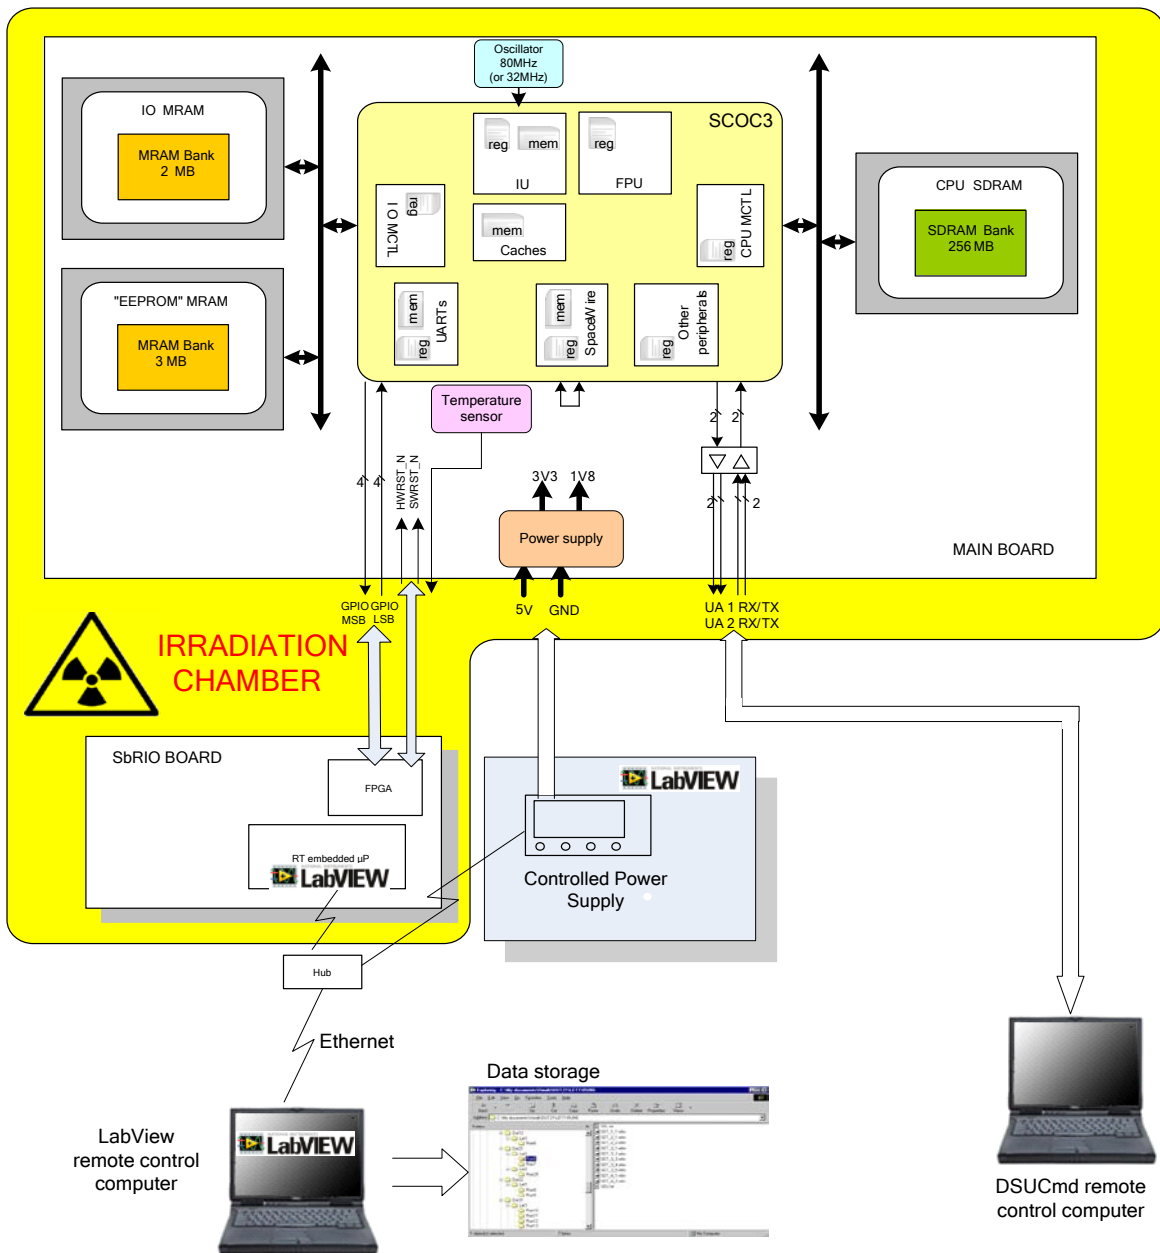 Oscillator
80MHz
(or 32MHz)
SCOC3
IO MRAM
MRAM Bank
2 MB
"EEPROM" MRAM
MRAM Bank
3 MB
reg
mem
IU
reg
FPU
IO MCTL
reg
mem
Caches
CPU MCTL
reg
mem
reg
UARTs
mem
reg
SpaceWire
Other
peripherals
reg
CPU SDRAM
SDRAM Bank
256 MB
Temperature
sensor
4
4
HWRST_N
SWRST_N
3V3
1V8
Power supply
2
2
2
2
MAIN BOARD
GPIO
MSB
GPIO
LSB
5V
GND
UA 1 RX/TX
UA 2 RX/TX
IRRADIATION
CHAMBER
SbRIO BOARD
FPGA
RT embedded µP
LabVIEW
LabVIEW
Controlled Power
Supply
Hub
Ethernet
Data storage
LabVIEW
LabView
remote control
computer
DSUCmd remote
control computer